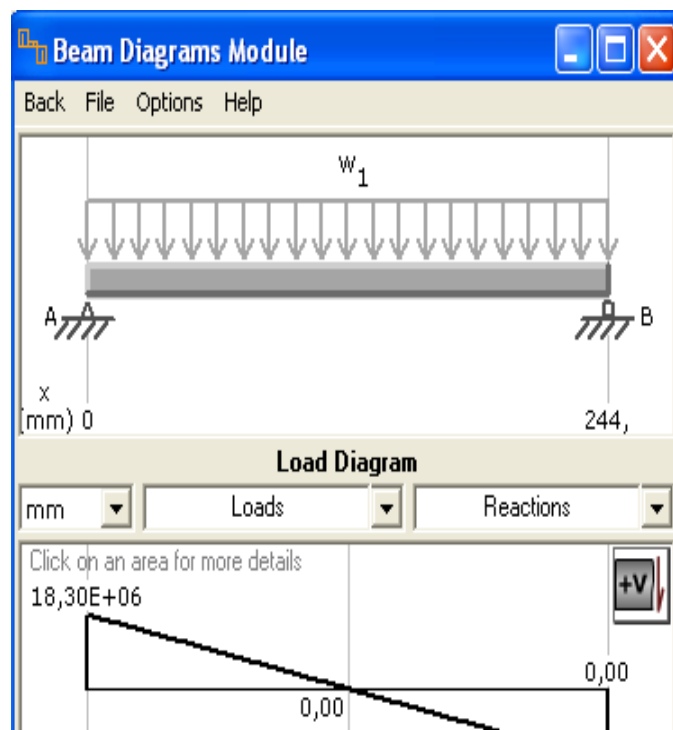 Beam Diagrams Module
Back File Options Help
w1
A
B
x
(mm) 0 244,
Load Diagram
mm Loads Reactions
Click on an area for more details
18,30E+06
+V
0,00
0,00